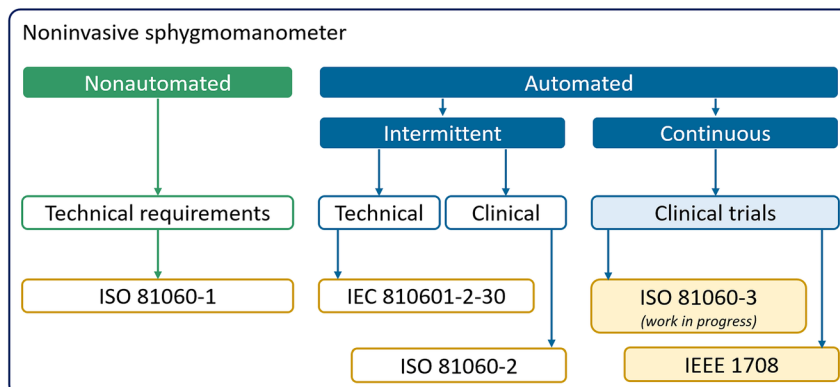 Noninvasive sphygmomanometer
Nonautomated
Automated
Intermittent
Continuous
Technical requirements
Technical
Clinical
Clinical trials
ISO 81060-1
IEC 810601-2-30
ISO 81060-3
(work in progress)
ISO 81060-2
IEEE 1708